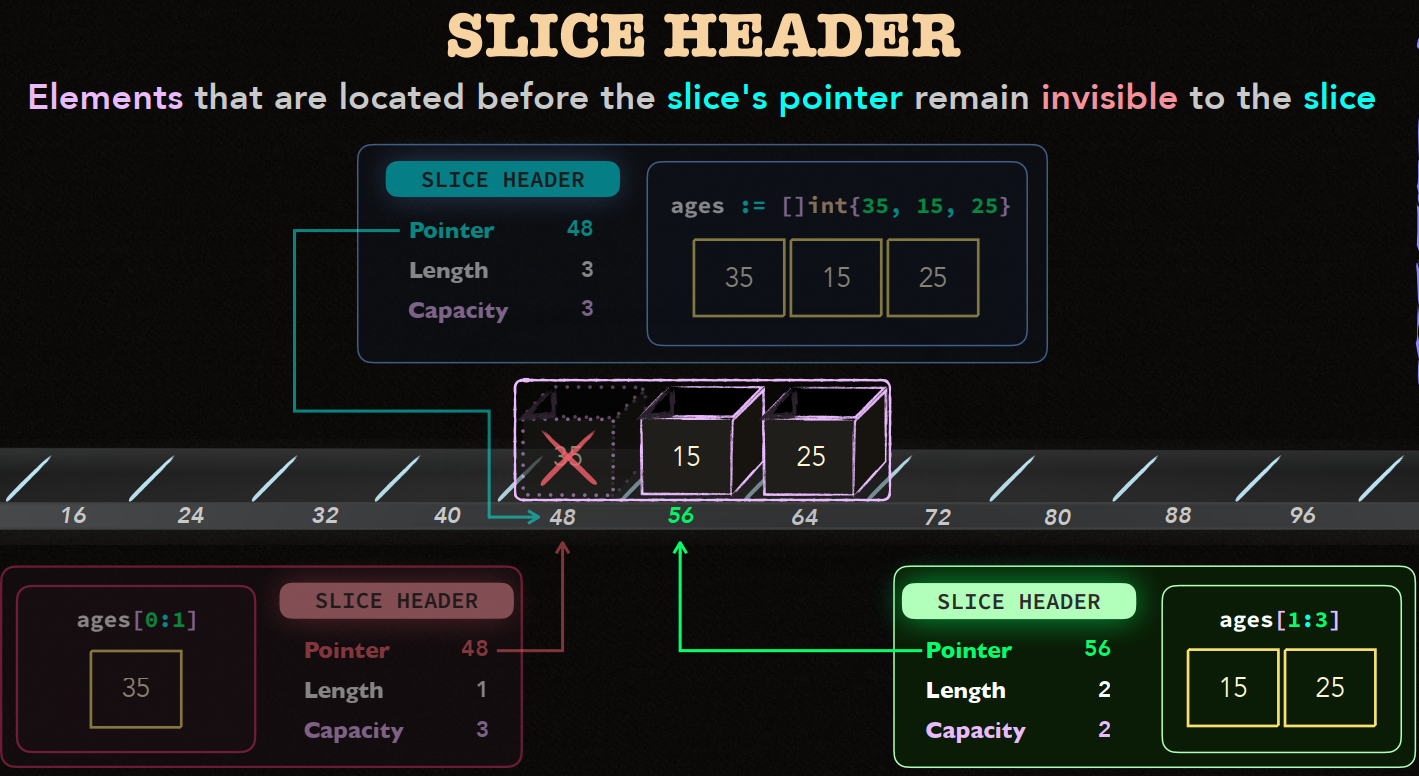 SLICE HEADER
Elements that are located before the slice's pointer remain invisible to the slice
SLICE HEADER
Pointer 48
Length 3
Capacity 3
ages := []int{35, 15, 25}
35 15 25
35 15 25
16 24 32 40 48 56 64 72 80 88 96
ages[0:1]
35
SLICE HEADER
Pointer 48
Length 1
Capacity 3
SLICE HEADER
Pointer 56
Length 2
Capacity 2
ages[1:3]
15 25